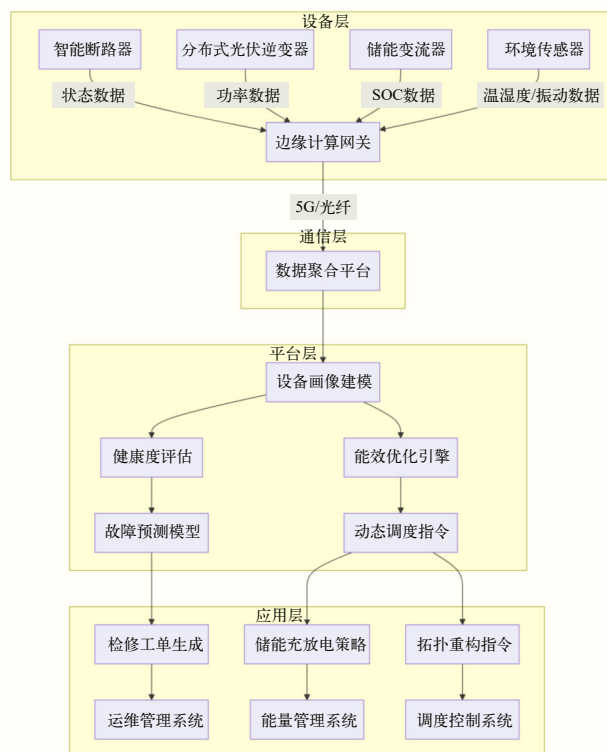 设备层
智能断路器
分布式光伏逆变器
储能变流器
环境传感器
状态数据
功率数据
SOC数据
温湿度/振动数据
边缘计算网关
5G/光纤
通信层
数据聚合平台
平台层
设备画像建模
健康度评估
能效优化引擎
故障预测模型
动态调度指令
应用层
检修工单生成
储能充放电策略
拓扑重构指令
运维管理系统
能量管理系统
调度控制系统